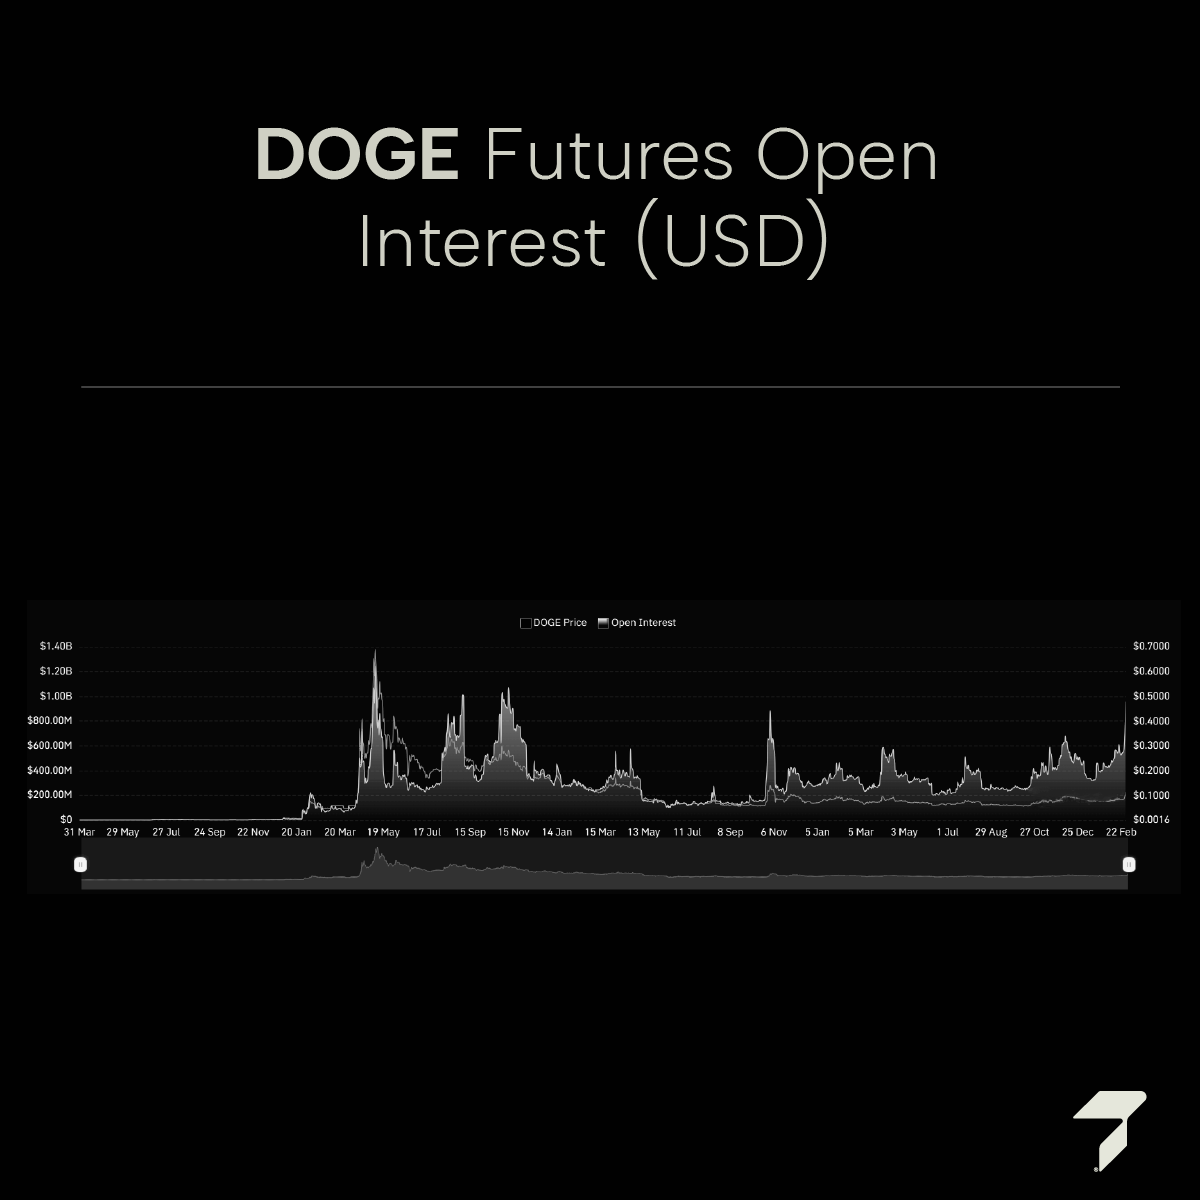 DOGE Futures Open
Interest (USD)
DOGE Price Open Interest
$1.40B $0.7000
$1.20B $0.6000
$1.00B $0.5000
$800.00M $0.4000
$600.00M $0.3000
$400.00M $0.2000
$200.00M $0.1000
$0 $0.0016
31 Mar 29 May 27 Jul 24 Sep 22 Nov 20 Jan 20 Mar 19 May 17 Jul 15 Sep 15 Nov 14 Jan 15 Mar 13 May 11 Jul 8 Sep 6 Nov 5 Jan 5 Mar 3 May 1 Jul 29 Aug 27 Oct 25 Dec 22 Feb
®